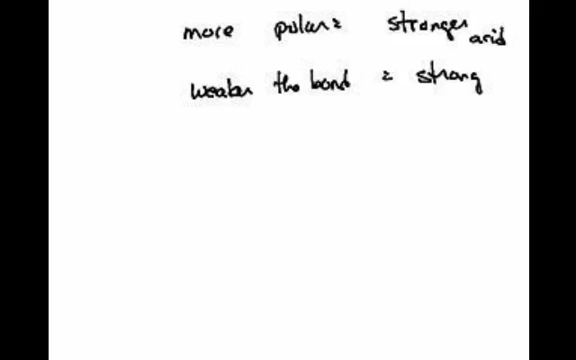 more polar = stronger acid
weaker the bond = strong